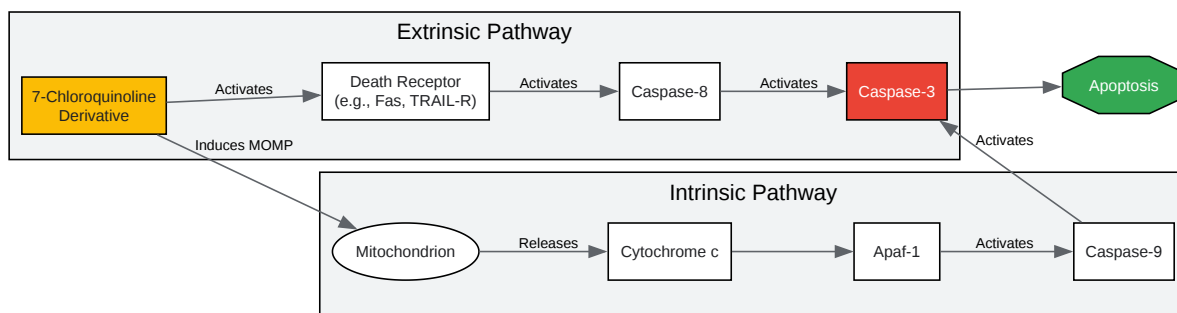 Extrinsic Pathway
7-Chloroquinoline
Derivative
Activates
Death Receptor
(e.g., Fas, TRAIL-R)
Activates
Caspase-8
Activates
Caspase-3
Apoptosis
Induces MOMP
Activates
Intrinsic Pathway
Mitochondrion
Releases
Cytochrome c
Apaf-1
Activates
Caspase-9